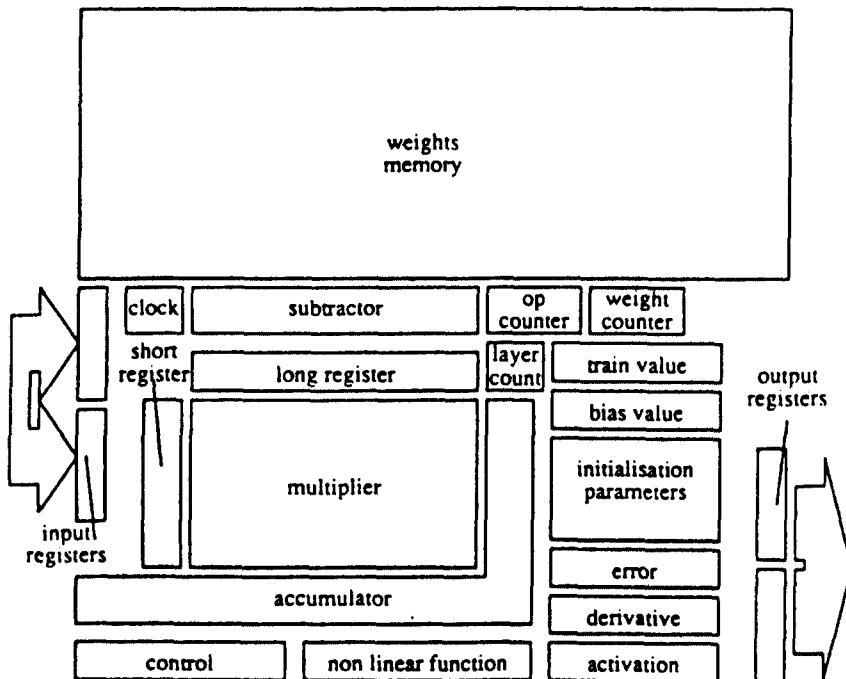 weights
memory
clock
subtractor
op
counter
weight
counter
short
register
long register
layer
count
train value
output
registers
bias value
multiplier
initialisation
parameters
input
registers
error
accumulator
derivative
control
non linear function
activation